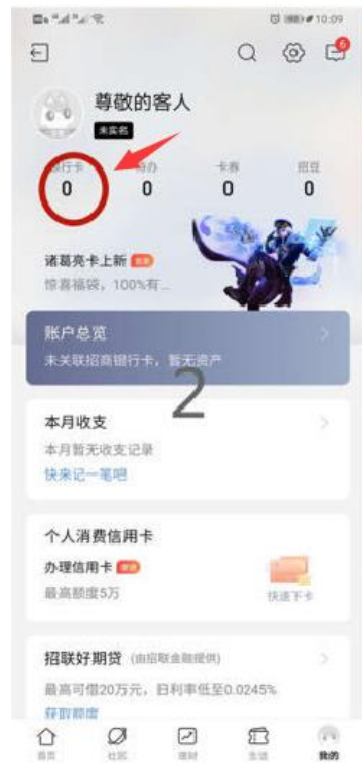 10:09
6
尊敬的客人
未实名
银行卡 待办 卡券 招豆
0 0 0 0
诸葛亮卡上新
惊喜福袋，100%有...
账户总览
未关联招商银行卡，暂无资产
2
本月收支
本月暂无收支记录
快来记一笔吧
个人消费信用卡
办理信用卡
最高额度5万
快速下卡
招联好期贷 (由招联金融提供)
最高可借20万元，日利率低至0.0245%
获取额度
首页 社区 理财 生活 我的